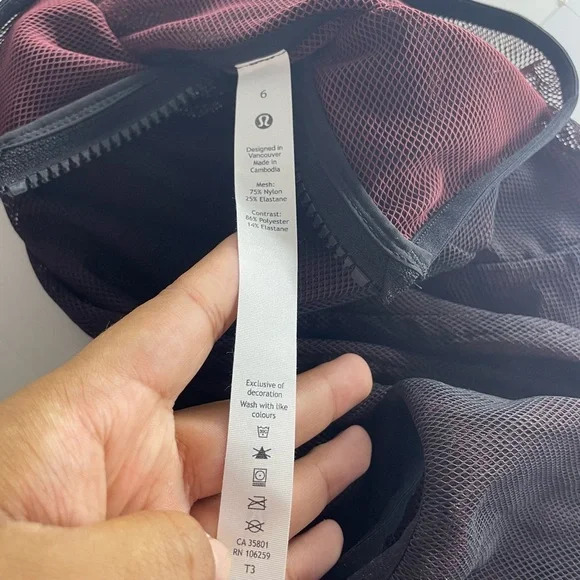 6
Designed in
Vancouver
Made in
Cambodia
Mesh:
75% Nylon
25% Elastane
Contrast:
86% Polyester
14% Elastane
Exclusive of
decoration
Wash with like
colours
CA 35801
RN 106259
T3